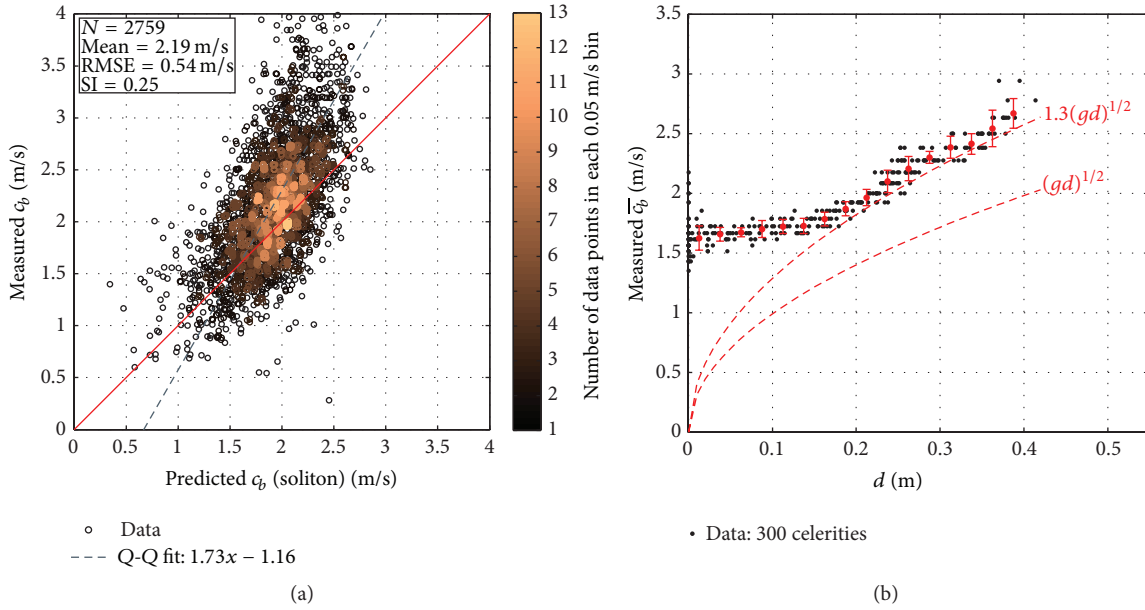 N = 2759
Mean = 2.19 m/s
RMSE = 0.54 m/s
SI = 0.25
4
3.5
3
2.5
2
1.5
1
0.5
0
0 0.5 1 1.5 2 2.5 3 3.5 4
Measured c_b (m/s)
Predicted c_b (soliton) (m/s)
13
12
11
10
9
8
7
6
5
4
3
2
1
Number of data points in each 0.05 m/s bin
Data
Q-Q fit: 1.73x − 1.16
(a)
3.5
3
2.5
2
1.5
1
0.5
0
0 0.1 0.2 0.3 0.4 0.5
Measured \overline{c_b} (m/s)
d (m)
1.3(gd)^{1/2}
(gd)^{1/2}
Data: 300 celerities
(b)